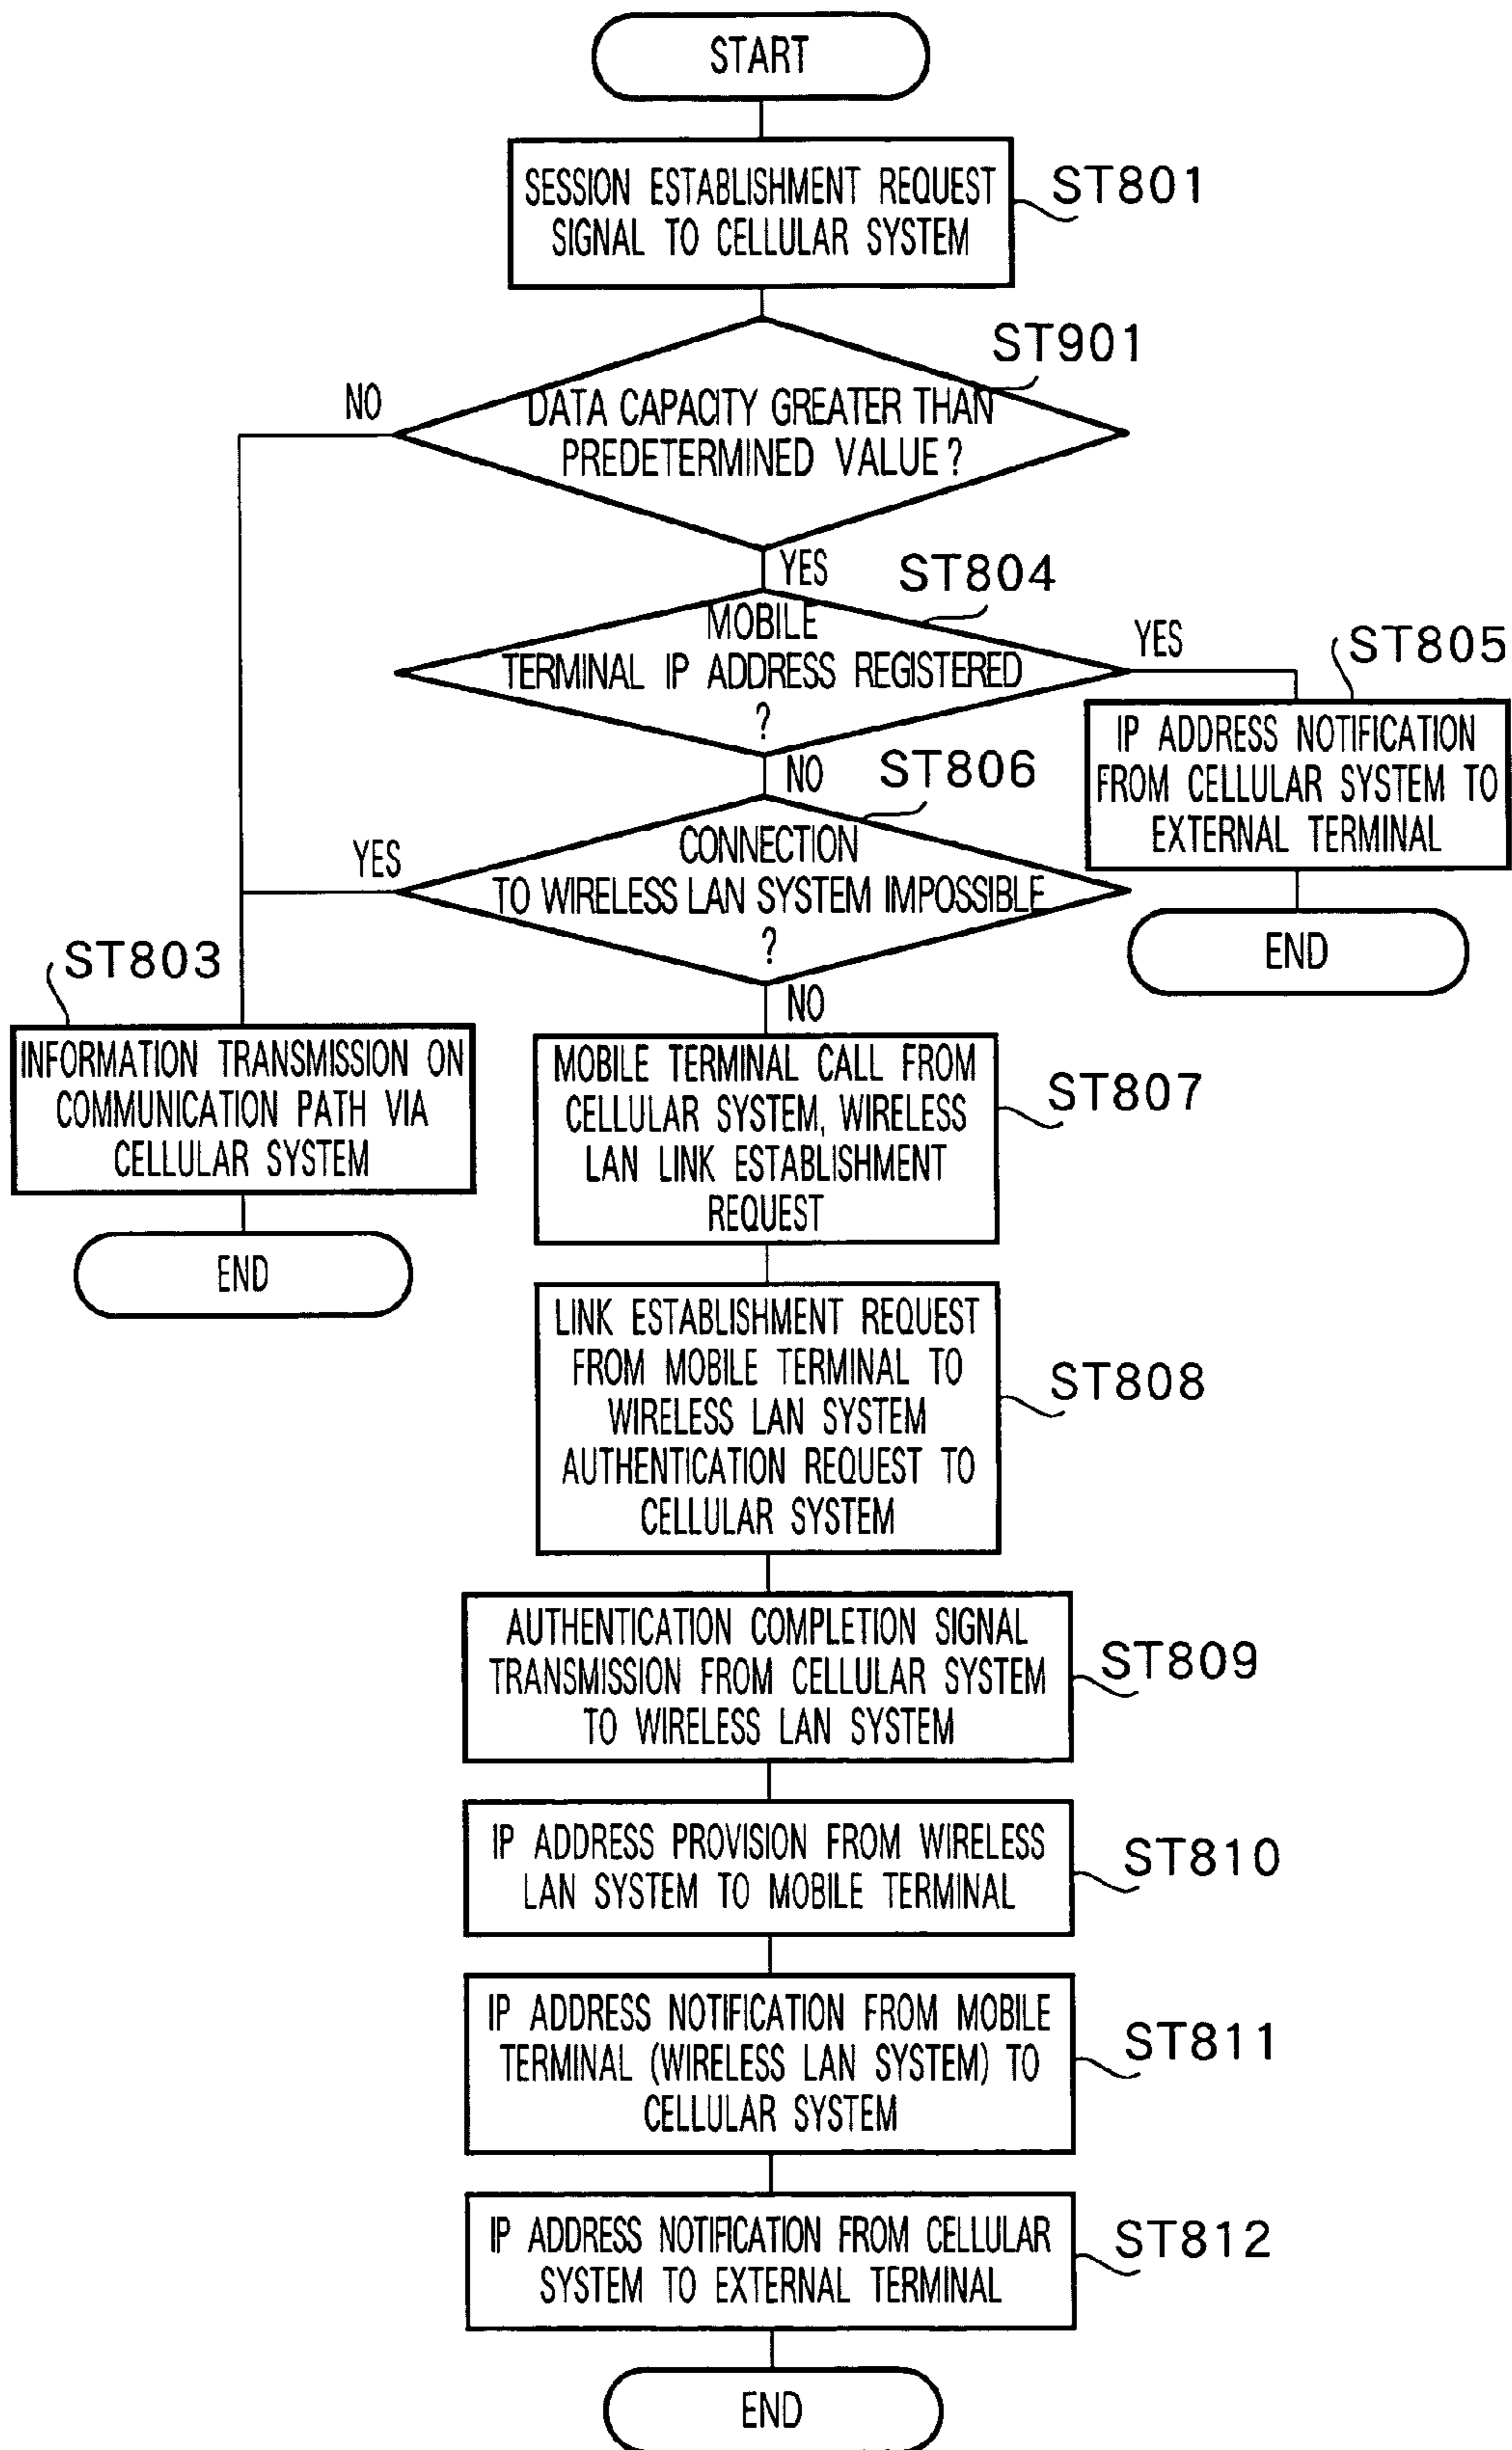 START
SESSION ESTABLISHMENT REQUEST
SIGNAL TO CELLULAR SYSTEM
ST801
ST901
DATA CAPACITY GREATER THAN
PREDETERMINED VALUE?
NO
YES
ST804
MOBILE
TERMINAL IP ADDRESS REGISTERED
?
YES
ST805
IP ADDRESS NOTIFICATION
FROM CELLULAR SYSTEM TO
EXTERNAL TERMINAL
END
NO
ST806
CONNECTION
TO WIRELESS LAN SYSTEM IMPOSSIBLE
?
YES
ST803
INFORMATION TRANSMISSION ON
COMMUNICATION PATH VIA
CELLULAR SYSTEM
END
NO
MOBILE TERMINAL CALL FROM
CELLULAR SYSTEM, WIRELESS
LAN LINK ESTABLISHMENT
REQUEST
ST807
LINK ESTABLISHMENT REQUEST
FROM MOBILE TERMINAL TO
WIRELESS LAN SYSTEM
AUTHENTICATION REQUEST TO
CELLULAR SYSTEM
ST808
AUTHENTICATION COMPLETION SIGNAL
TRANSMISSION FROM CELLULAR SYSTEM
TO WIRELESS LAN SYSTEM
ST809
IP ADDRESS PROVISION FROM WIRELESS
LAN SYSTEM TO MOBILE TERMINAL
ST810
IP ADDRESS NOTIFICATION FROM MOBILE
TERMINAL (WIRELESS LAN SYSTEM) TO
CELLULAR SYSTEM
ST811
IP ADDRESS NOTIFICATION FROM CELLULAR
SYSTEM TO EXTERNAL TERMINAL
ST812
END